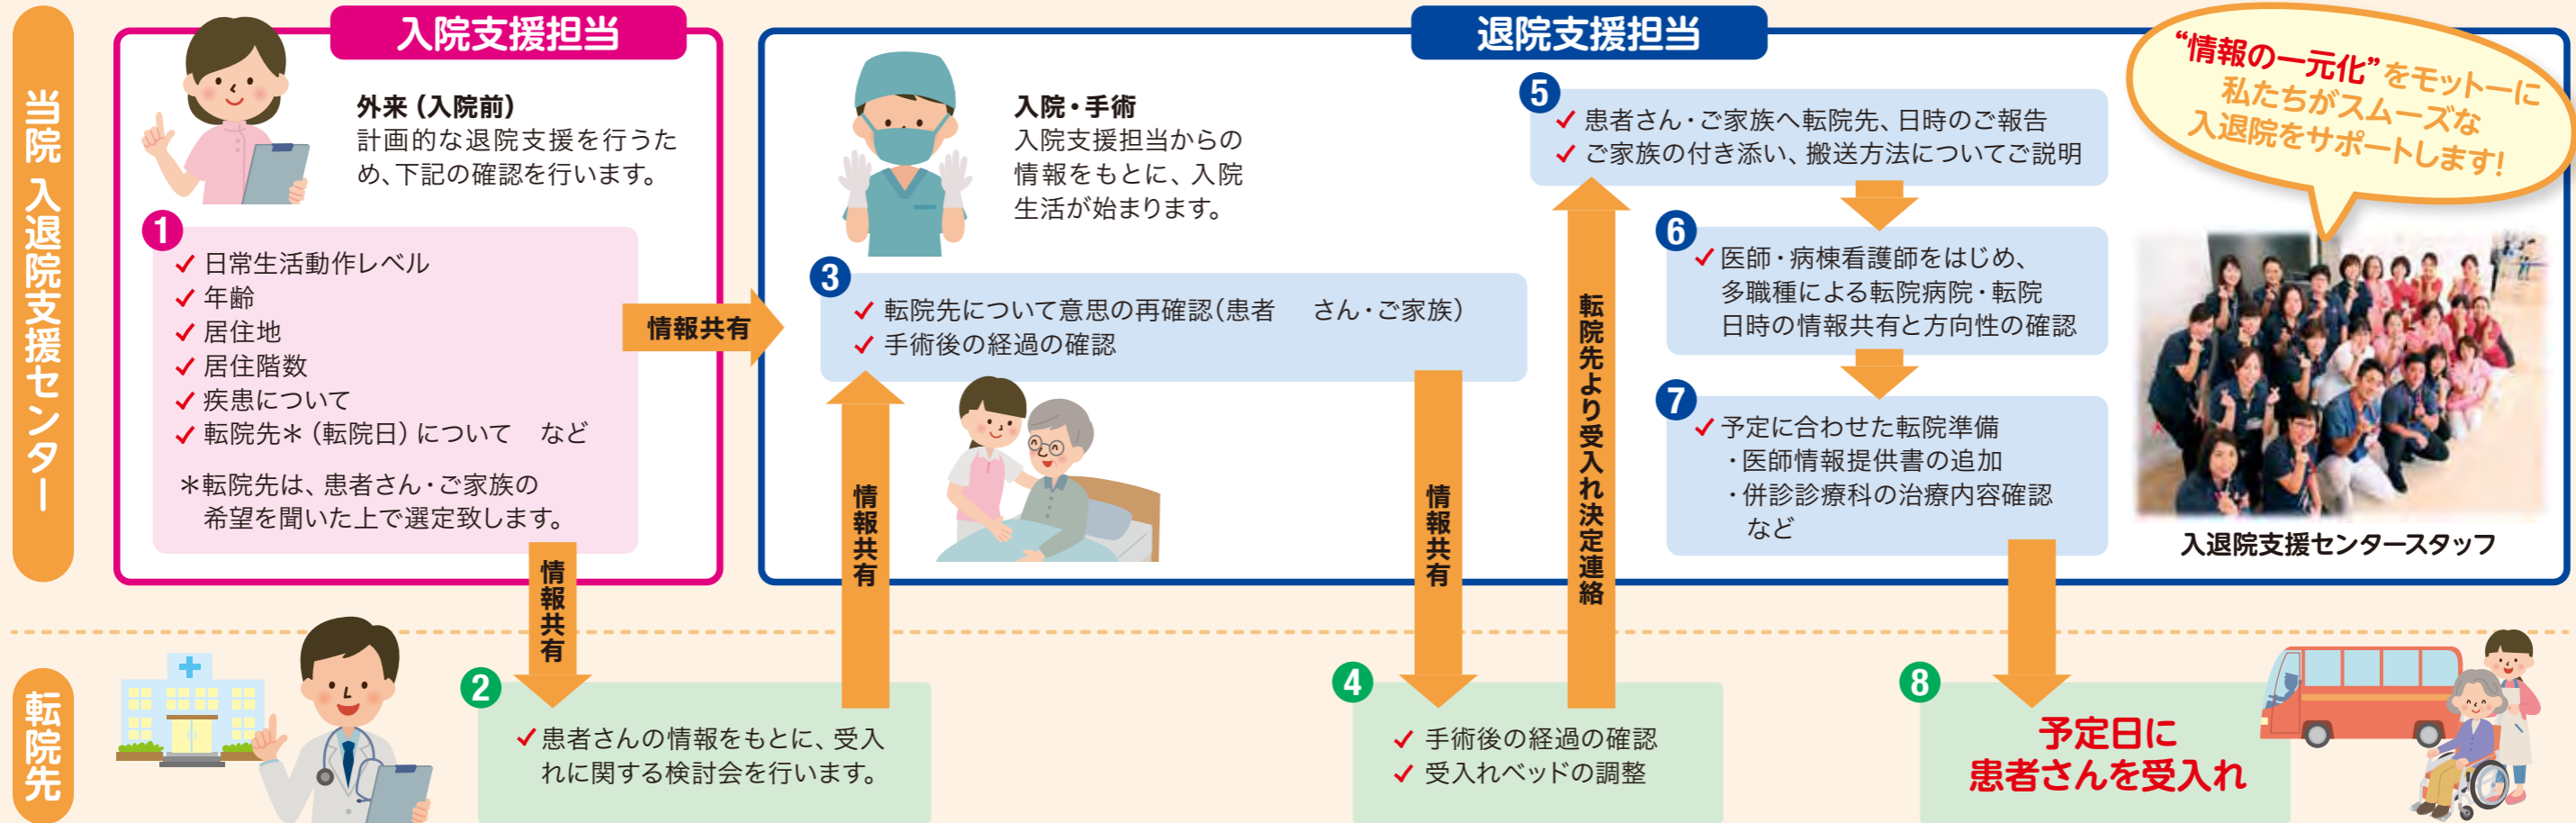 当院 入退院支援センター
入院支援担当
外来（入院前）
計画的な退院支援を行うた
め、下記の確認を行います。
1
✓ 日常生活動作レベル
✓ 年齢
✓ 居住地
✓ 居住階数
✓ 疾患について
✓ 転院先＊（転院日）について　など
＊転院先は、患者さん・ご家族の
希望を聞いた上で選定致します。
情報共有
情報共有
退院支援担当
入院・手術
入院支援担当からの
情報をもとに、入院
生活が始まります。
3
✓ 転院先について意思の再確認（患者　さん・ご家族）
✓ 手術後の経過の確認
情報共有
情報共有
転院先より受入れ決定連絡
5
✓ 患者さん・ご家族へ転院先、日時のご報告
✓ ご家族の付き添い、搬送方法についてご説明
6
✓ 医師・病棟看護師をはじめ、
多職種による転院病院・転院
日時の情報共有と方向性の確認
7
✓ 予定に合わせた転院準備
・医師情報提供書の追加
・併診診療科の治療内容確認
など
“情報の一元化”をモットーに
私たちがスムーズな
入退院をサポートします！
入退院支援センタースタッフ
転院先
2
✓ 患者さんの情報をもとに、受入
れに関する検討会を行います。
4
✓ 手術後の経過の確認
✓ 受入れベッドの調整
8
予定日に
患者さんを受入れ